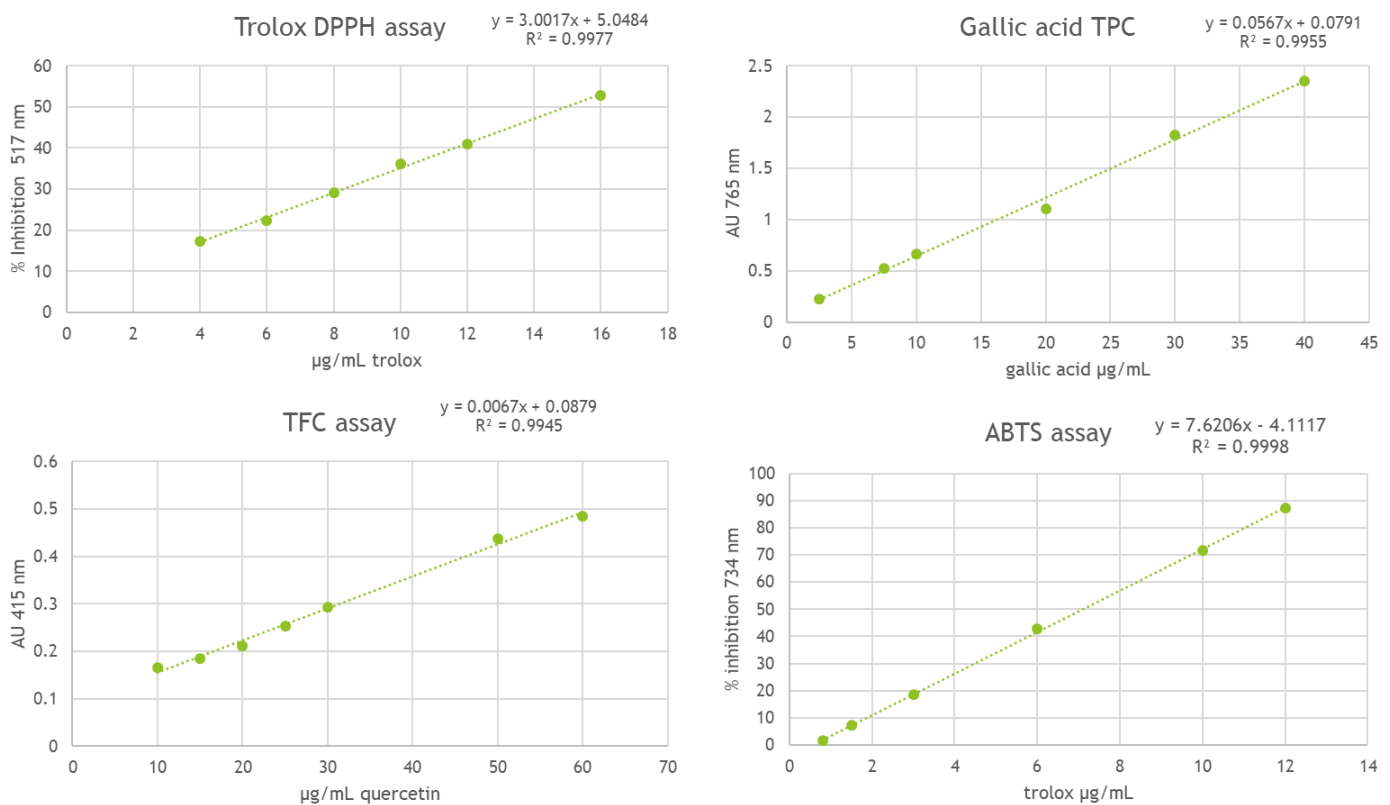 Trolox DPPH assay
y = 3.0017x + 5.0484
R² = 0.9977
% Inhibition 517 nm
60
50
40
30
20
10
0
0 2 4 6 8 10 12 14 16 18
µg/mL trolox
Gallic acid TPC
y = 0.0567x + 0.0791
R² = 0.9955
AU 765 nm
2.5
2
1.5
1
0.5
0
0 5 10 15 20 25 30 35 40 45
gallic acid µg/mL
TFC assay
y = 0.0067x + 0.0879
R² = 0.9945
AU 415 nm
0.6
0.5
0.4
0.3
0.2
0.1
0
0 10 20 30 40 50 60 70
µg/mL quercetin
ABTS assay
y = 7.6206x - 4.1117
R² = 0.9998
% inhibition 734 nm
100
90
80
70
60
50
40
30
20
10
0
0 2 4 6 8 10 12 14
trolox µg/mL